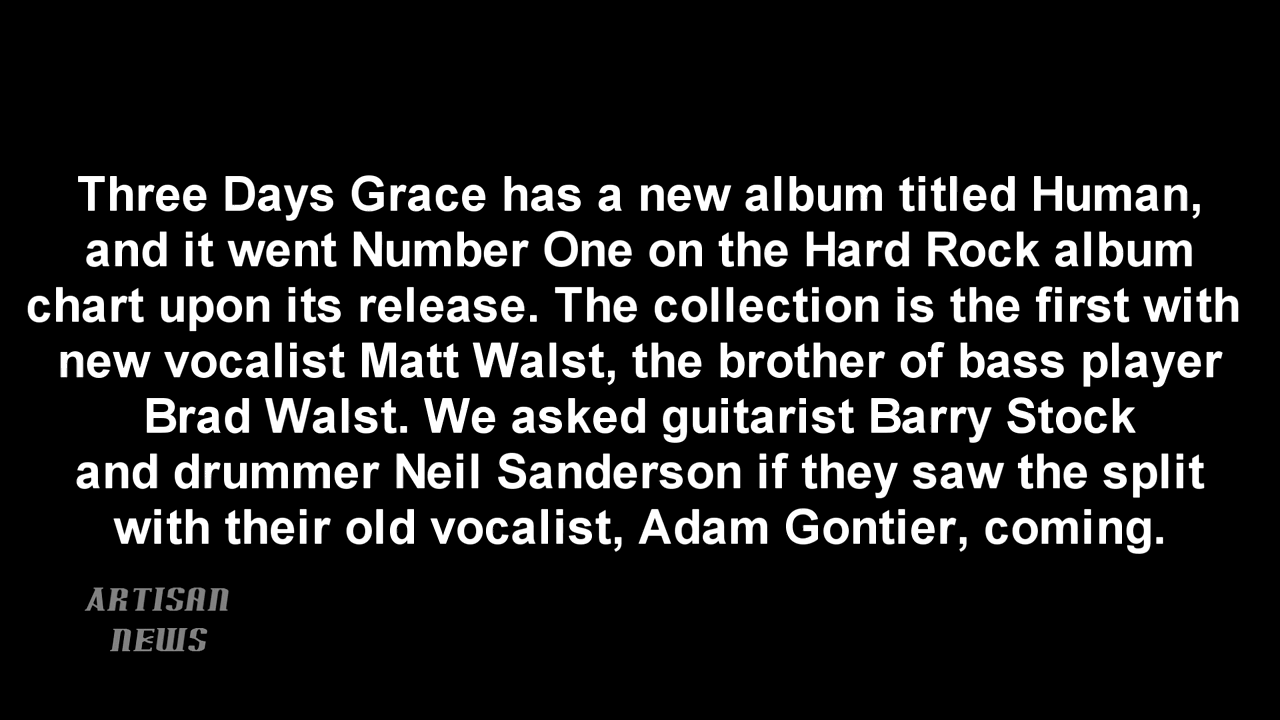 Three Days Grace has a new album titled Human,
and it went Number One on the Hard Rock album
chart upon its release. The collection is the first with
new vocalist Matt Walst, the brother of bass player
Brad Walst. We asked guitarist Barry Stock
and drummer Neil Sanderson if they saw the split
with their old vocalist, Adam Gontier, coming.
ARTISAN
NEWS